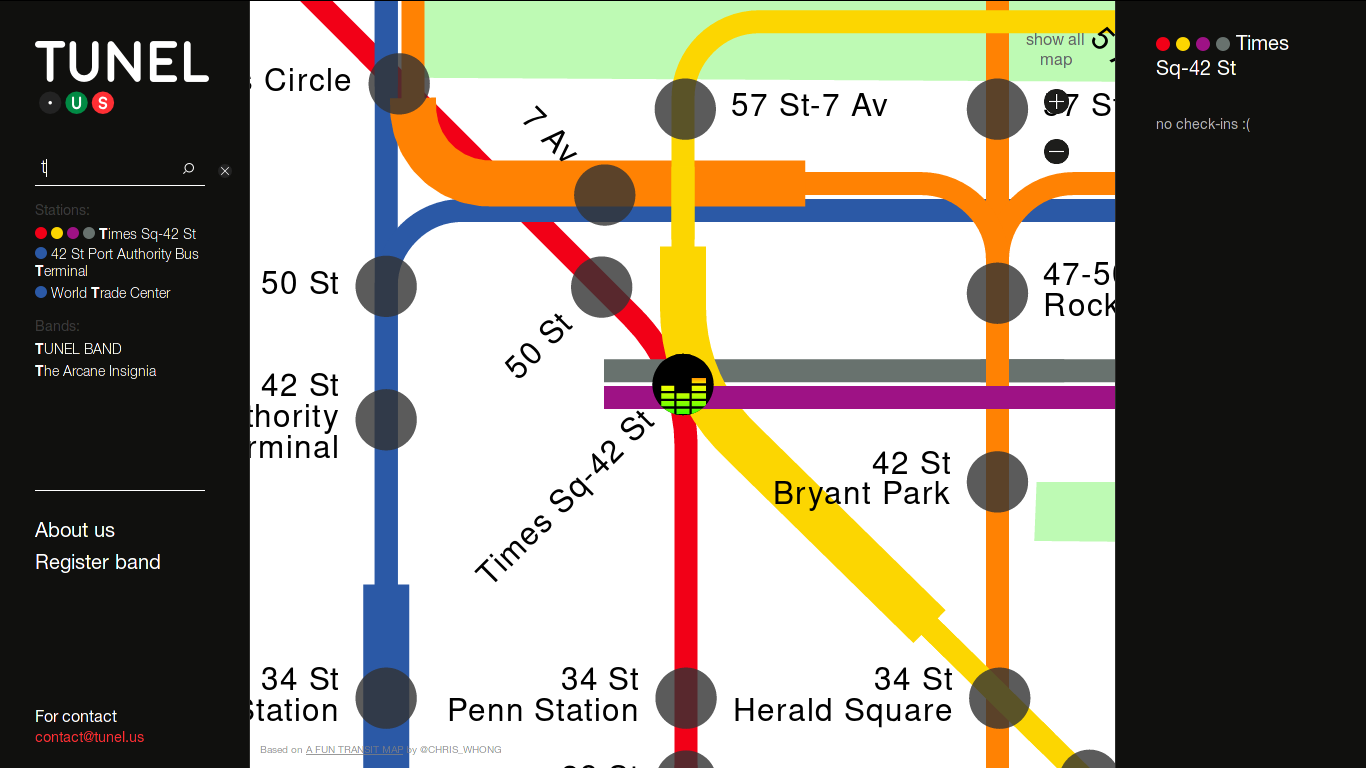 TUNEL
• U S
t
Stations:
Times Sq-42 St
42 St Port Authority Bus
Terminal
World Trade Center
Bands:
TUNEL BAND
The Arcane Insignia
About us
Register band
For contact
contact@tunel.us
Circle
7 Av
57 St-7 Av
show all
map
50 St
50 St
47-50
Rock
42 St
thority
rminal
Times Sq-42 St
42 St
Bryant Park
34 St
Station
34 St
Penn Station
34 St
Herald Square
Based on A FUN TRANSIT MAP by @CHRIS_WHONG
Times
Sq-42 St
no check-ins :(